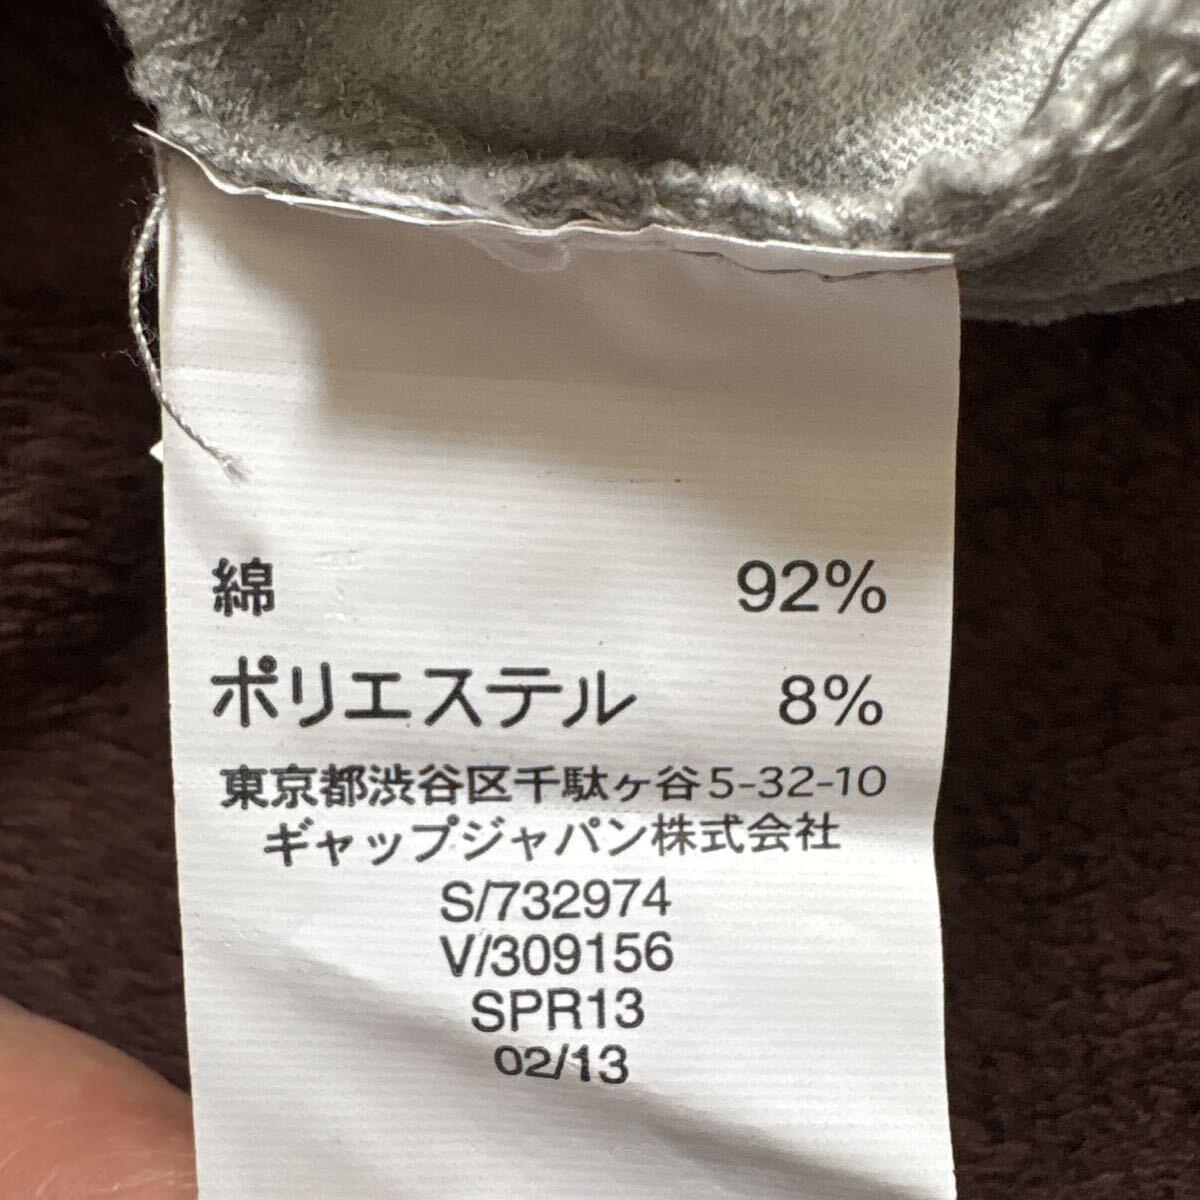 綿 92%
ポリエステル 8%
東京都渋谷区千駄ヶ谷5-32-10
ギャップジャパン株式会社
S/732974
V/309156
SPR13
02/13